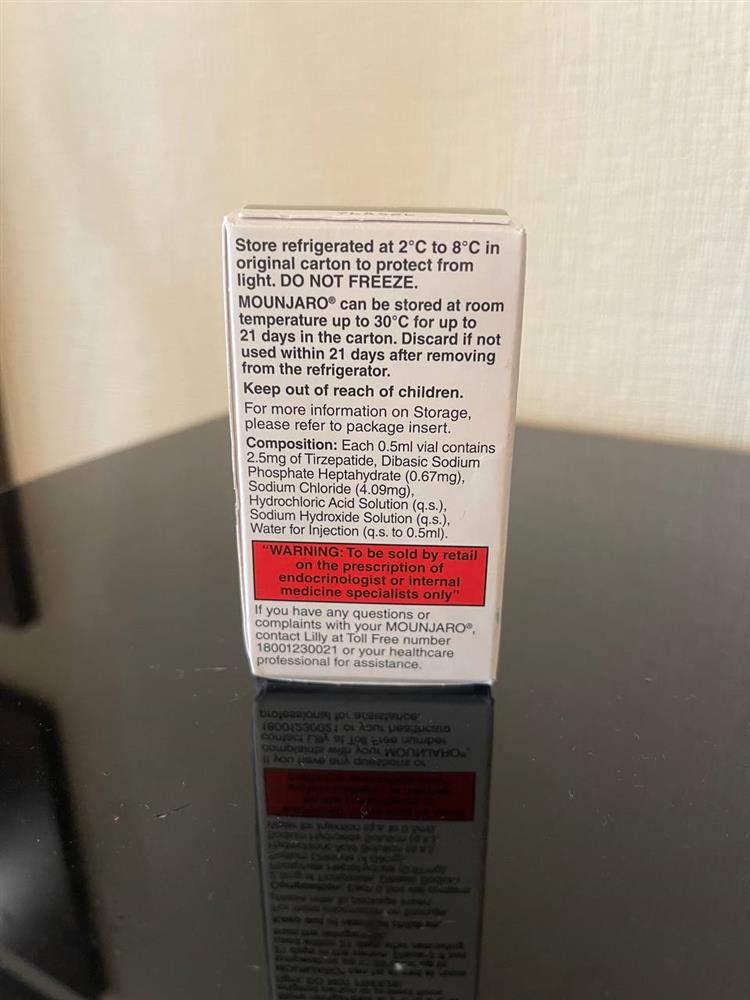 Store refrigerated at 2°C to 8°C in
original carton to protect from
light. DO NOT FREEZE.
MOUNJARO® can be stored at room
temperature up to 30°C for up to
21 days in the carton. Discard if not
used within 21 days after removing
from the refrigerator.
Keep out of reach of children.
For more information on Storage,
please refer to package insert.
Composition: Each 0.5ml vial contains
2.5mg of Tirzepatide, Dibasic Sodium
Phosphate Heptahydrate (0.67mg),
Sodium Chloride (4.09mg),
Hydrochloric Acid Solution (q.s.),
Sodium Hydroxide Solution (q.s.),
Water for Injection (q.s. to 0.5ml).
"WARNING: To be sold by retail
on the prescription of
endocrinologist or internal
medicine specialists only"
If you have any questions or
complaints with your MOUNJARO®,
contact Lilly at Toll Free number
18001230021 or your healthcare
professional for assistance.